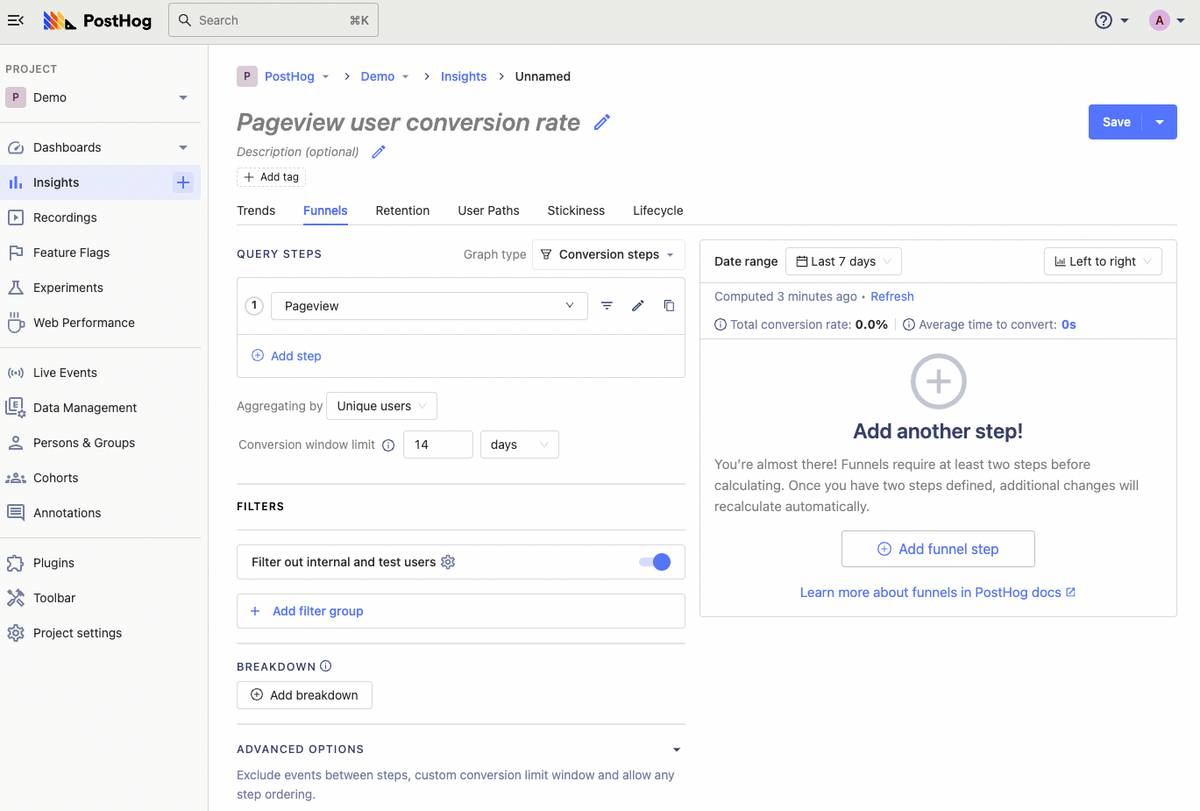 PostHog
Search ⌘K
A
PROJECT
P Demo
Dashboards
Insights
Recordings
Feature Flags
Experiments
Web Performance
Live Events
Data Management
Persons & Groups
Cohorts
Annotations
Plugins
Toolbar
Project settings
P PostHog > Demo > Insights > Unnamed
Pageview user conversion rate
Save
Description (optional)
+ Add tag
Trends Funnels Retention User Paths Stickiness Lifecycle
QUERY STEPS Graph type Conversion steps
1 Pageview
Add step
Aggregating by Unique users
Conversion window limit 14 days
FILTERS
Filter out internal and test users
+ Add filter group
BREAKDOWN
Add breakdown
ADVANCED OPTIONS
Exclude events between steps, custom conversion limit window and allow any
step ordering.
Date range Last 7 days Left to right
Computed 3 minutes ago • Refresh
Total conversion rate: 0.0% Average time to convert: 0s
Add another step!
You’re almost there! Funnels require at least two steps before
calculating. Once you have two steps defined, additional changes will
recalculate automatically.
Add funnel step
Learn more about funnels in PostHog docs